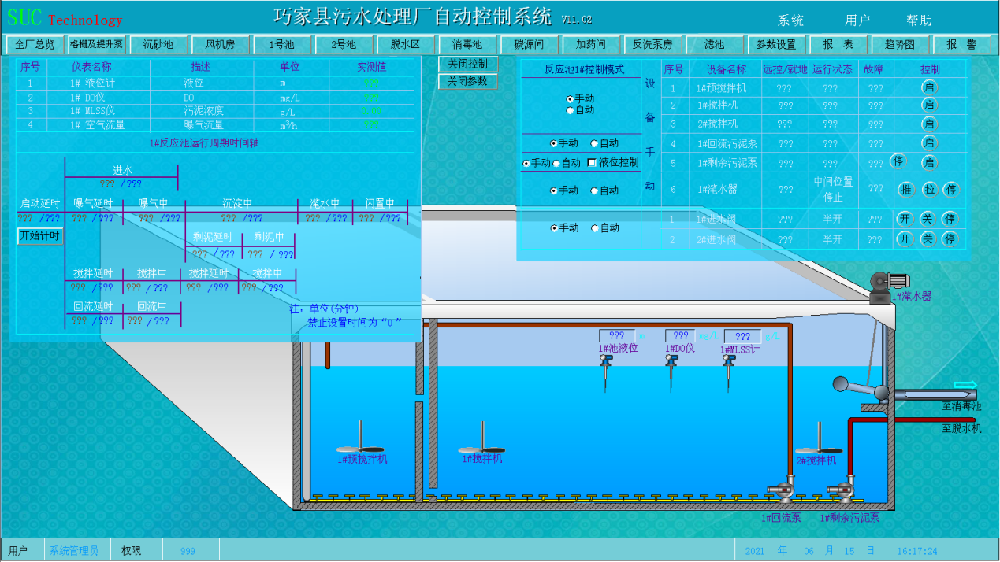 SUC Technology 巧家县污水处理厂自动控制系统 V11.02 系统 用户 帮助
全厂总览 格栅及提升泵 沉砂池 风机房 1号池 2号池 脱水区 消毒池 碳源间 加药间 反洗泵房 滤池 参数设置 报 表 趋势图 报 警
序号 仪表名称 描述 单位 实测值
1 1# 液位计 液位 m ???
2 1# DO仪 DO mg/L ???
3 1# MLSS仪 污泥浓度 g/L
4 1# 空气流量 曝气流量 m³/h ???
1#反应池运行周期时间轴
进水
??? /???
启动延时 曝气延时 曝气中 沉淀中 滗水中 闲置中
??? /??? ??? /??? ??? /??? ??? /??? ??? /??? ??? /???
开始计时
剩泥延时 剩泥中
??? /??? ??? /???
搅拌延时 搅拌中 搅拌延时 搅拌中
??? /??? ??? /??? ??? /??? ??? /???
回流延时 回流中
??? /??? ??? /???
注: 单位(分钟)
禁止设置时间为“0”
关闭控制
关闭参数
反应池1#控制模式
手动
自动
手动 自动
手动 自动 液位控制
手动 自动
手动 自动
设备手动
序号 设备名称 远控/就地 运行状态 故障 控制
1 1#预搅拌机 ??? ??? ??? 启
2 1#搅拌机 ??? ??? ??? 启
3 2#搅拌机 ??? ??? ??? 启
4 1#回流污泥泵 ??? ??? ??? 启
5 1#剩余污泥泵 ??? ??? ??? 停 启
6 1#滗水器 ??? 中间位置停止 ??? 推 拉 停
1 1#进水阀 ??? 半开 ??? 开 关 停
2 2#进水阀 ??? 半开 ??? 开 关 停
1#滗水器
??? m ??? mg/L ??? g/L
1#池液位 1#DO仪 1#MLSS计
至消毒池
至脱水机
1#预搅拌机 1#搅拌机 2#搅拌机
1#回流泵 1#剩余污泥泵
用户 系统管理员 权限 999 2021 年 06 月 15 日 16:17:24